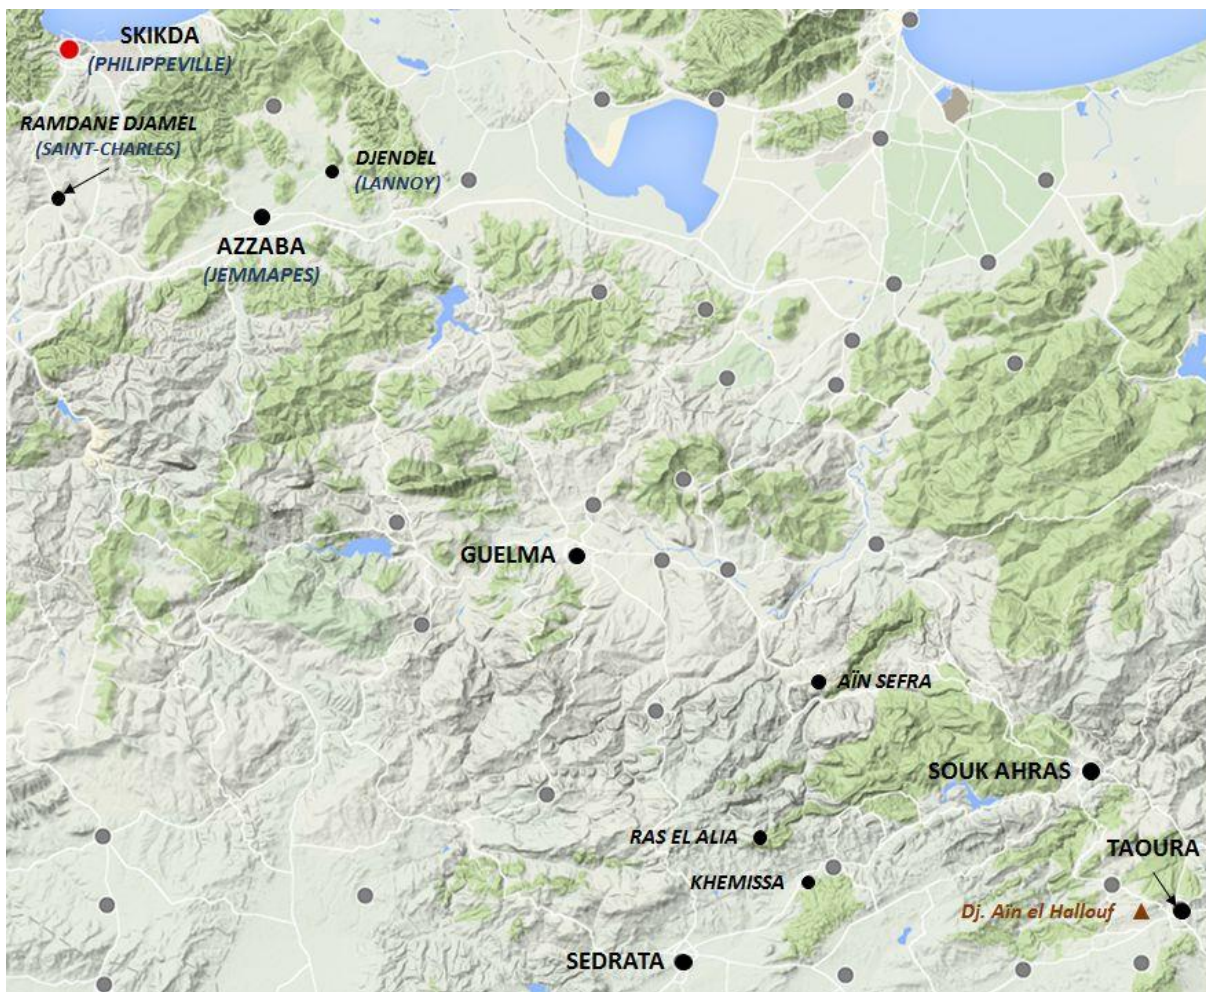 SKIKDA
(PHILIPPEVILLE)
RAMDANE DJAMEL
(SAINT-CHARLES)
DJENDEL
(LANNOY)
AZZABA
(JEMMAPES)
GUELMA
AÏN SEFRA
SOUK AHRAS
RAS EL ALIA
TAOURA
KHEMISSA
Dj. Aïn el Hallouf
SEDRATA